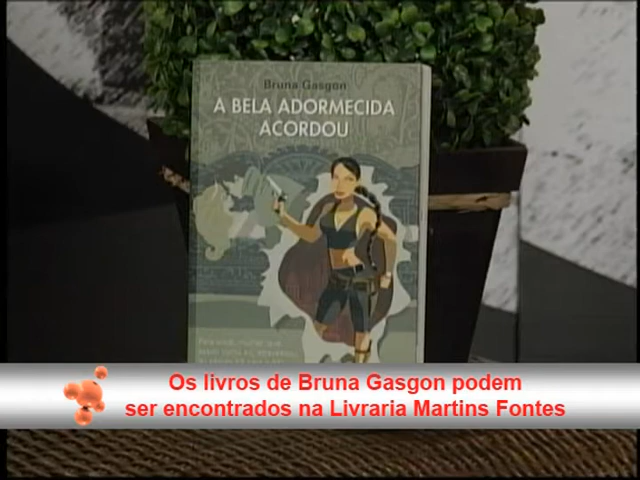 Bruna Gasgon
A BELA ADORMECIDA
ACORDOU
Os livros de Bruna Gasgon podem
ser encontrados na Livraria Martins Fontes